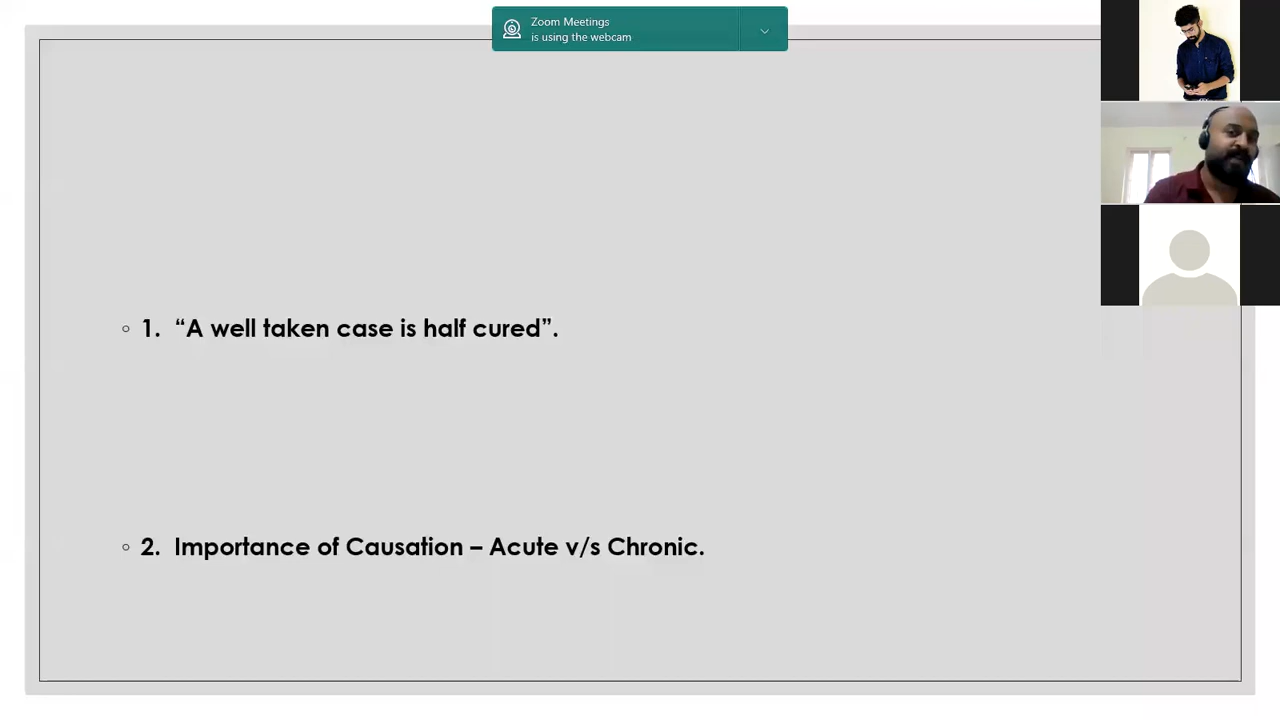 Zoom Meetings
is using the webcam
1. “A well taken case is half cured”.
2. Importance of Causation – Acute v/s Chronic.